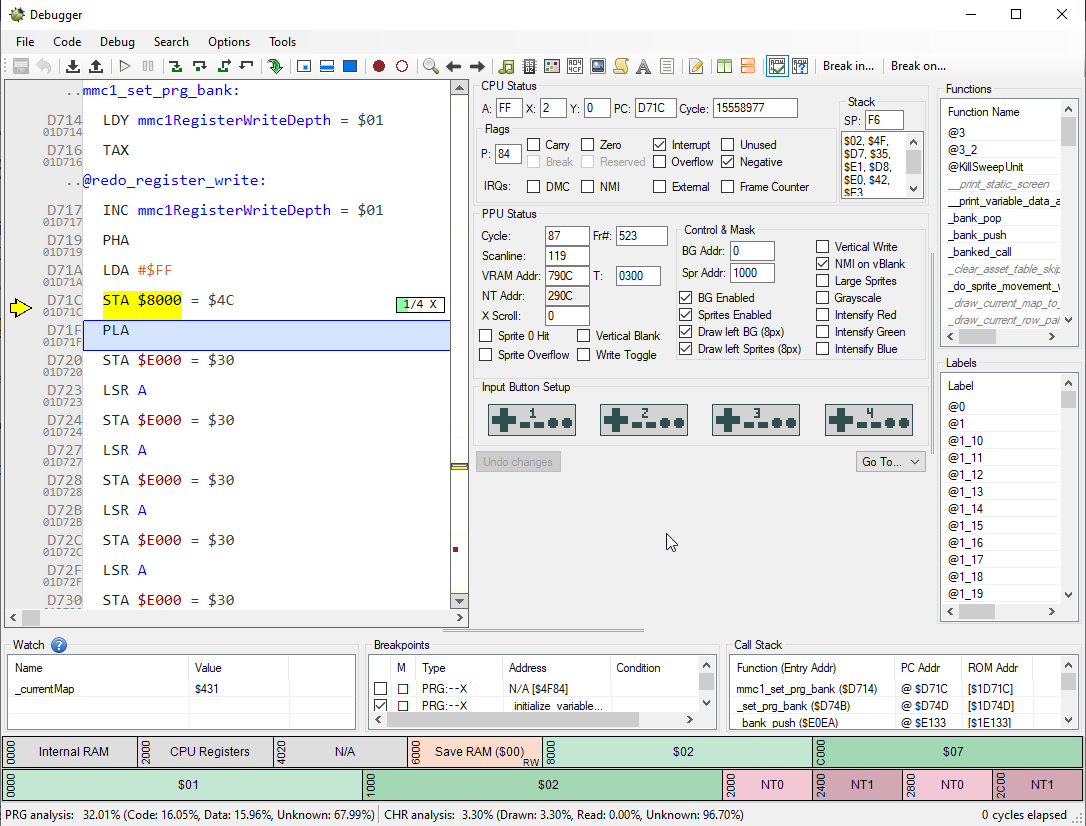 Debugger
File Code Debug Search Options Tools
Break in... Break on...
..mmc1_set_prg_bank:
D714 LDY mmc1RegisterWriteDepth = $01
01D714
D716 TAX
01D716
..@redo_register_write:
D717 INC mmc1RegisterWriteDepth = $01
01D717
D719 PHA
01D719
D71A LDA #$FF
01D71A
D71C STA $8000 = $4C 1/4 X
01D71C
D71F PLA
01D71F
D720 STA $E000 = $30
01D720
D723 LSR A
01D723
D724 STA $E000 = $30
01D724
D727 LSR A
01D727
D728 STA $E000 = $30
01D728
D72B LSR A
01D72B
D72C STA $E000 = $30
01D72C
D72F LSR A
01D72F
D730 STA $E000 = $30
CPU Status
A: FF X: 2 Y: 0 PC: D71C Cycle: 15558977
Flags
P: 84 Carry Zero Interrupt Unused
Break Reserved Overflow Negative
IRQs: DMC NMI External Frame Counter
Stack
SP: F6
$02, $4F,
$D7, $35,
$E1, $D8,
$E0, $42,
$E3
PPU Status
Cycle: 87 Fr#: 523
Scanline: 119
VRAM Addr: 790C T: 0300
NT Addr: 290C
X Scroll: 0
Sprite 0 Hit Vertical Blank
Sprite Overflow Write Toggle
Control & Mask
BG Addr: 0 Vertical Write
Spr Addr: 1000 NMI on vBlank
Large Sprites
BG Enabled Grayscale
Sprites Enabled Intensify Red
Draw left BG (8px) Intensify Green
Draw left Sprites (8px) Intensify Blue
Input Button Setup
1 2 3 4
Undo changes Go To...
Functions
Function Name
@3
@3_2
@KillSweepUnit
__print_static_screen
__print_variable_data_a
_bank_pop
_bank_push
_banked_call
_clear_asset_table_skip
_do_sprite_movement_w
_draw_current_map_to_
_draw_current_row_pal
Labels
Label
@0
@1
@1_10
@1_11
@1_12
@1_13
@1_14
@1_15
@1_16
@1_17
@1_18
@1_19
Watch ?
Name Value
_currentMap $431
Breakpoints
M Type Address Condition
PRG:--X N/A [$4F84]
PRG:--X _initialize_variable...
Call Stack
Function (Entry Addr) PC Addr ROM Addr
mmc1_set_prg_bank ($D714) @ $D71C [$1D71C]
_set_prg_bank ($D74B) @ $D74D [$1D74D]
_bank_push ($E0EA) @ $E133 [$1E133]
0000 Internal RAM 2000 CPU Registers 4020 N/A 6000 Save RAM ($00) RW 8000 $02 C000 $07
0000 $01 1000 $02 2000 NT0 2400 NT1 2800 NT0 2C00 NT1
PRG analysis: 32.01% (Code: 16.05%, Data: 15.96%, Unknown: 67.99%) CHR analysis: 3.30% (Drawn: 3.30%, Read: 0.00%, Unknown: 96.70%) 0 cycles elapsed